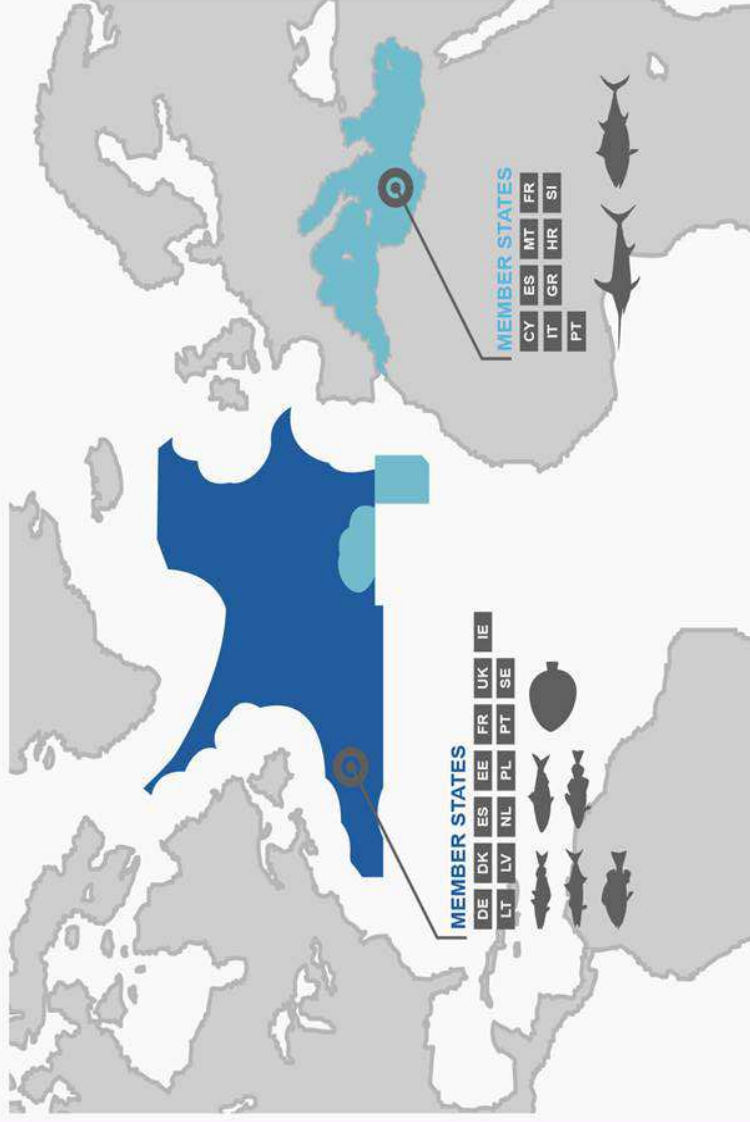 MEMBER STATES
DE DK ES EE FR UK IE
LT LV NL PL PT SE
MEMBER STATES
CY ES MT FR
IT GR HR SI
PT